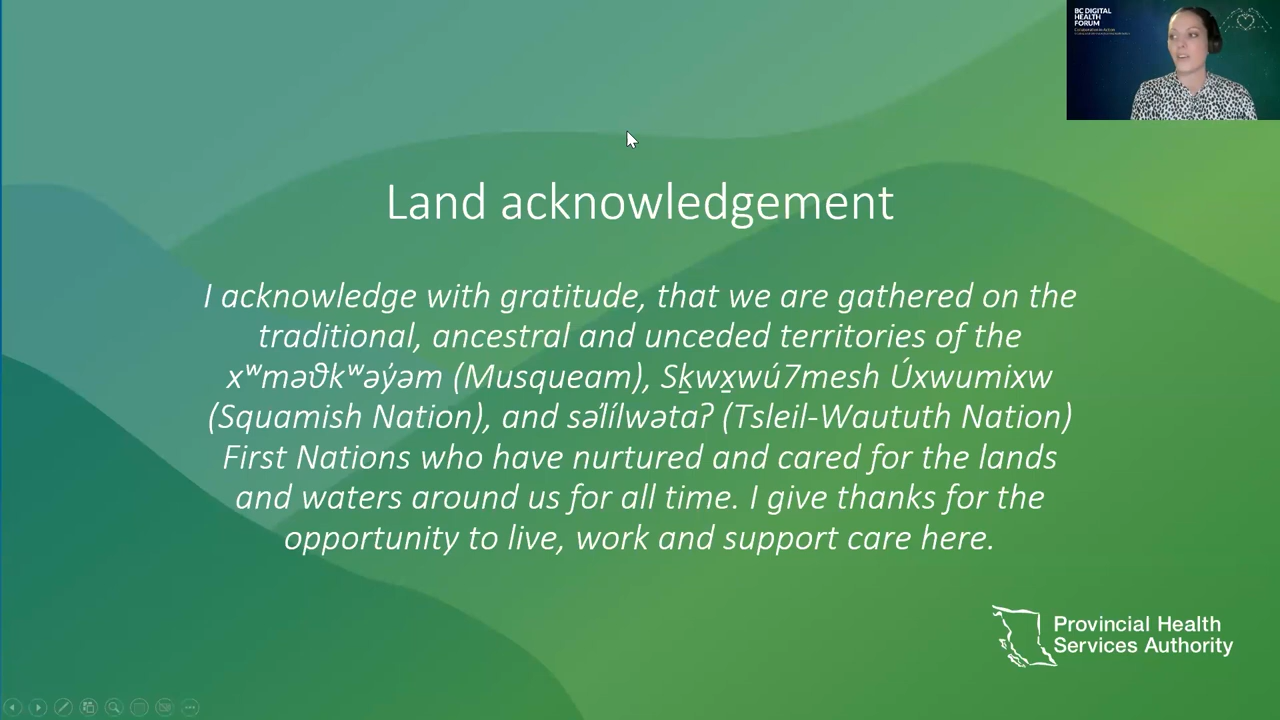 BC DIGITAL
HEALTH
FORUM
Land acknowledgement
I acknowledge with gratitude, that we are gathered on the
traditional, ancestral and unceded territories of the
xʷməϑkʷəy̓əm (Musqueam), Sḵwx̱wú7mesh Úxwumixw
(Squamish Nation), and səl̓ílwətaʔ (Tsleil-Waututh Nation)
First Nations who have nurtured and cared for the lands
and waters around us for all time. I give thanks for the
opportunity to live, work and support care here.
Provincial Health
Services Authority